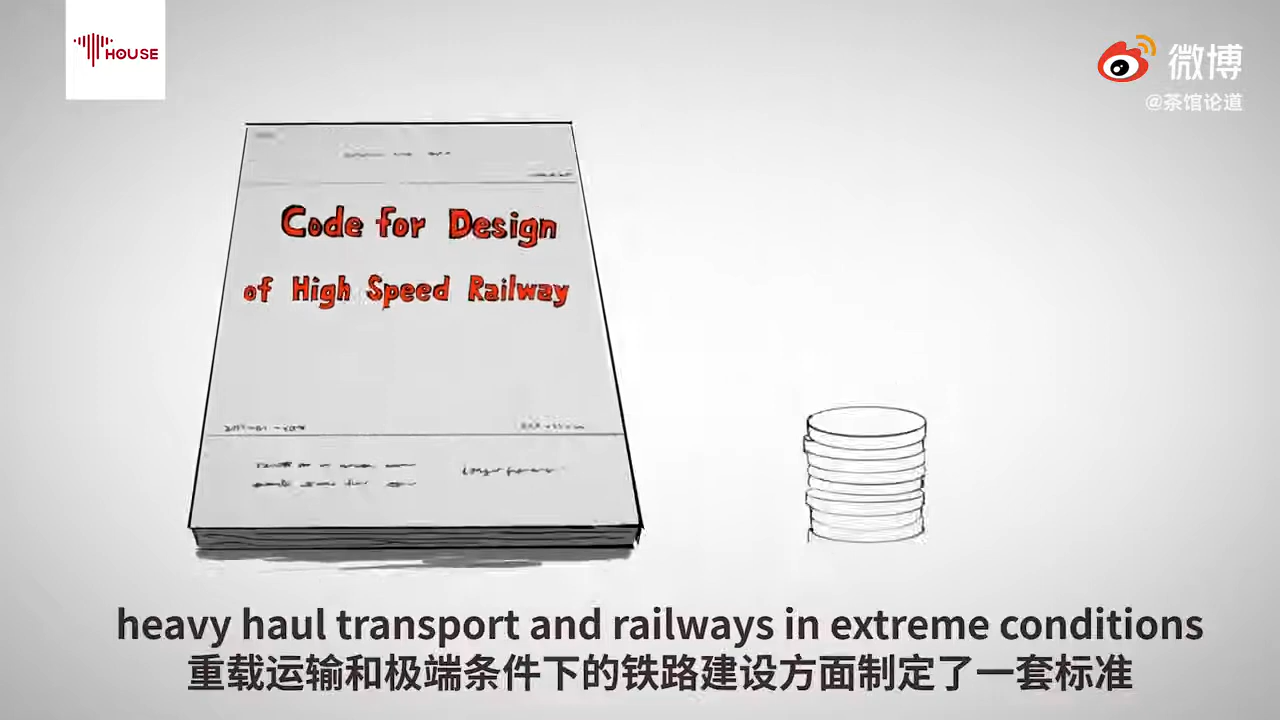 HOUSE
微博
@茶馆论道
Code for Design
of High Speed Railway
heavy haul transport and railways in extreme conditions
重载运输和极端条件下的铁路建设方面制定了一套标准